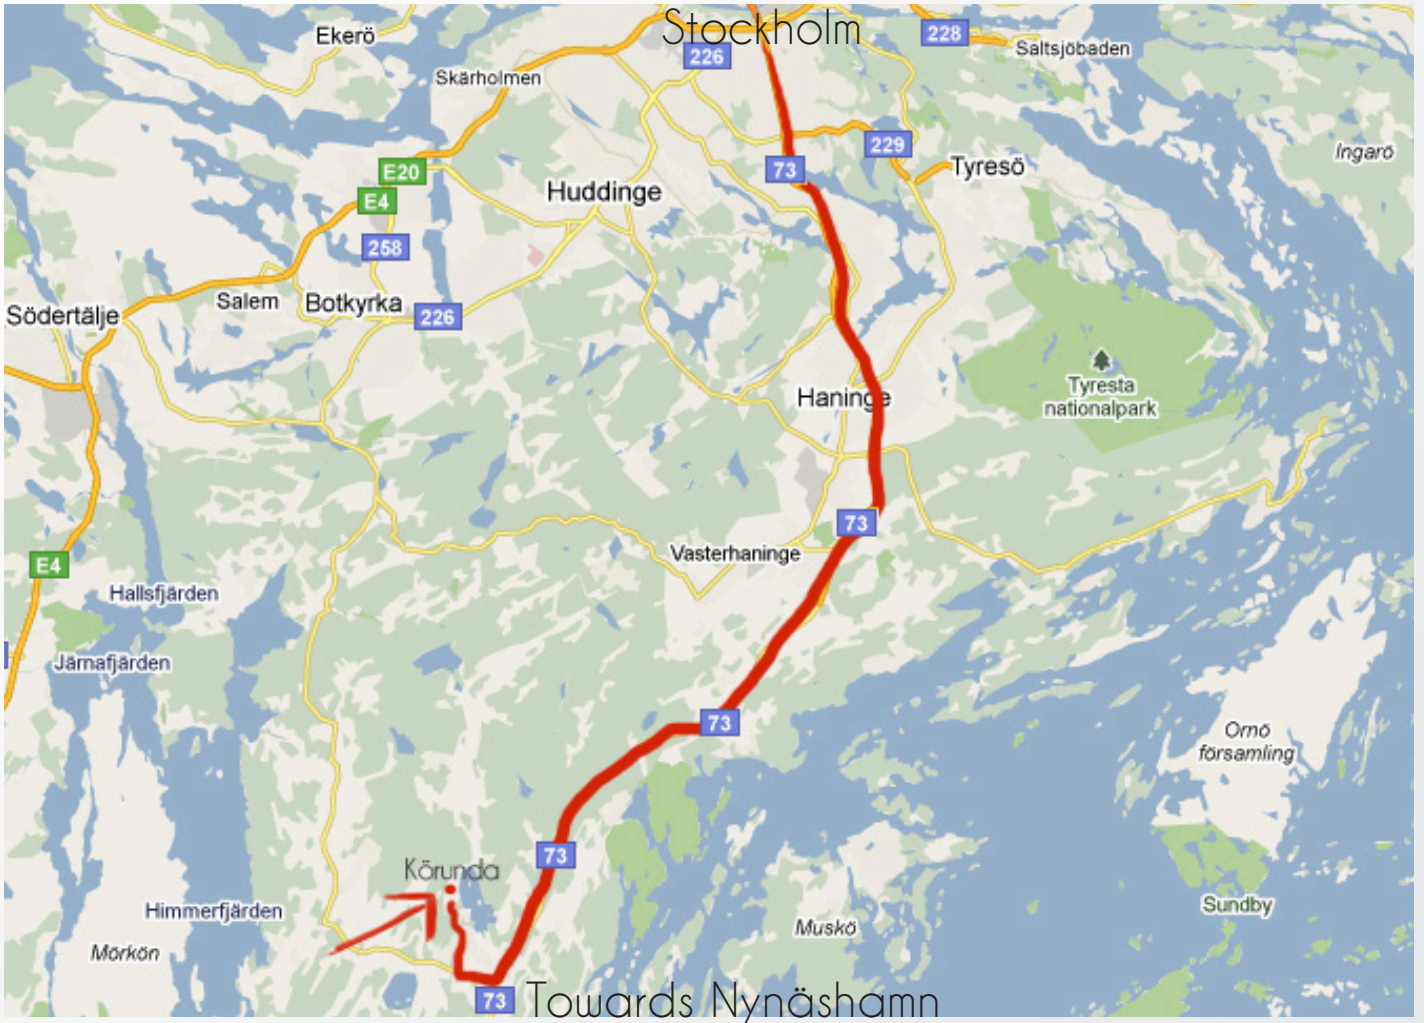 Stockholm
Ekerö
228
Saltsjöbaden
226
Skärholmen
229
Ingarö
E20
73
Tyresö
E4
Huddinge
258
Salem
Botkyrka
226
Södertälje
Tyresta
nationalpark
Haninge
73
Vasterhaninge
E4
Hallsfjärden
Järnafjärden
73
Ornö
församling
73
Körunda
Himmerfjärden
Sundby
Muskö
Mörkön
73
Towards Nynäshamn